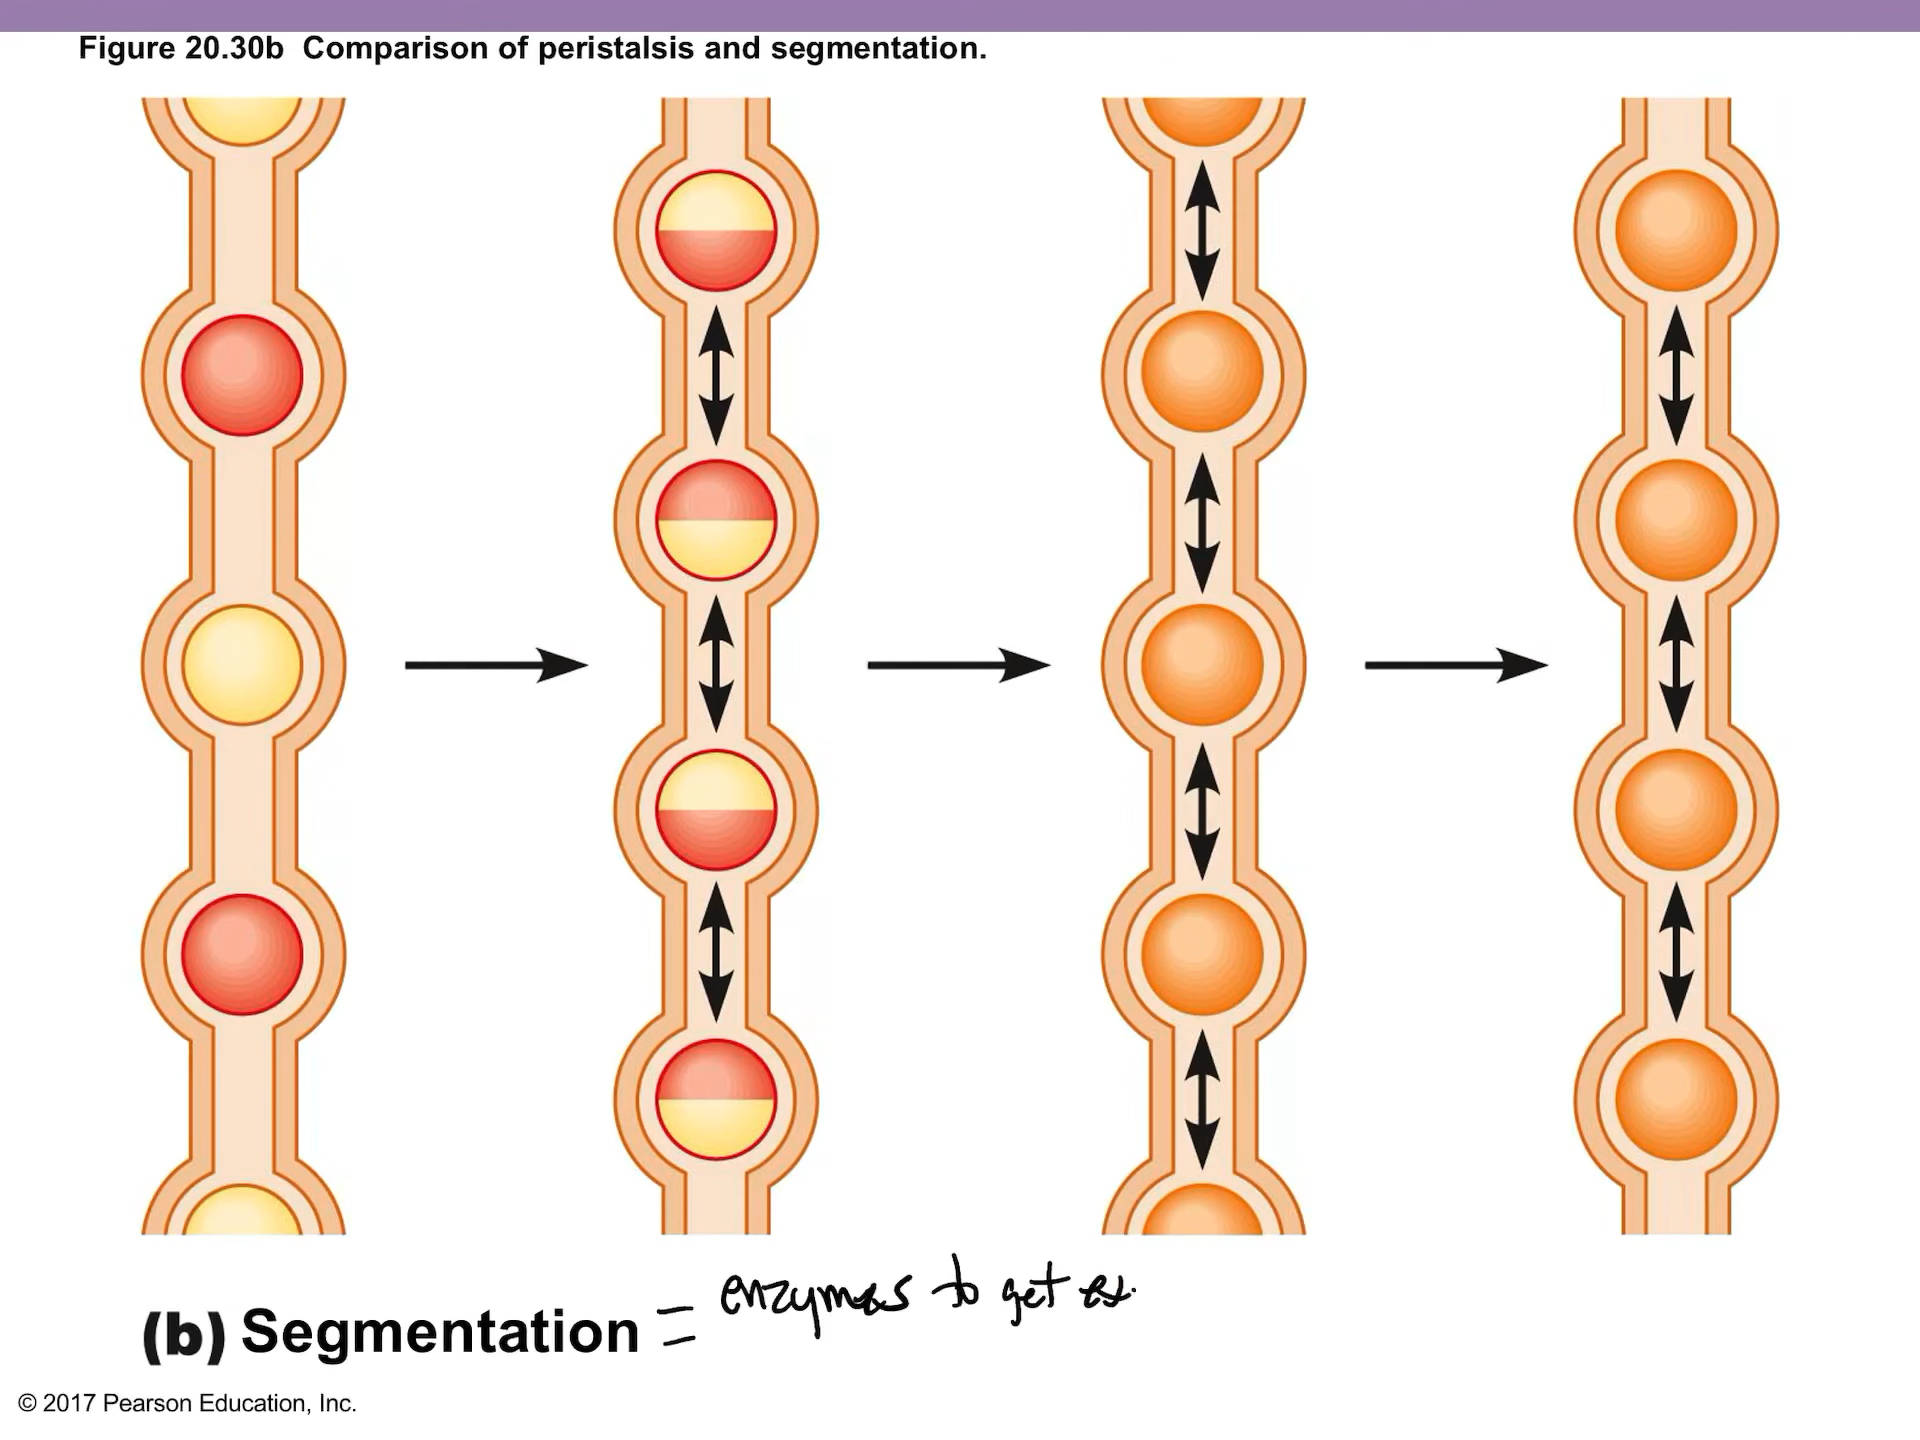 Figure 20.30b Comparison of peristalsis and segmentation.
(b) Segmentation = enzymes to get
© 2017 Pearson Education, Inc.